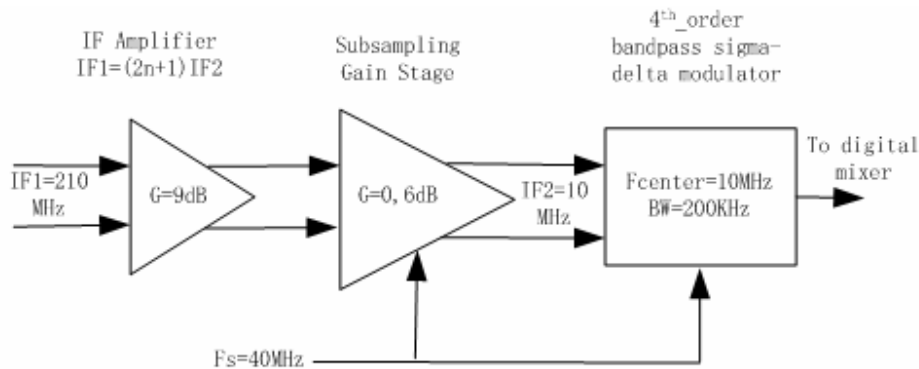 IF Amplifier
IF1=(2n+1)IF2
Subsampling
Gain Stage
4th_order
bandpass sigma-
delta modulator
IF1=210
MHz
G=9dB
G=0,6dB
IF2=10
MHz
Fcenter=10MHz
BW=200KHz
To digital
mixer
Fs=40MHz